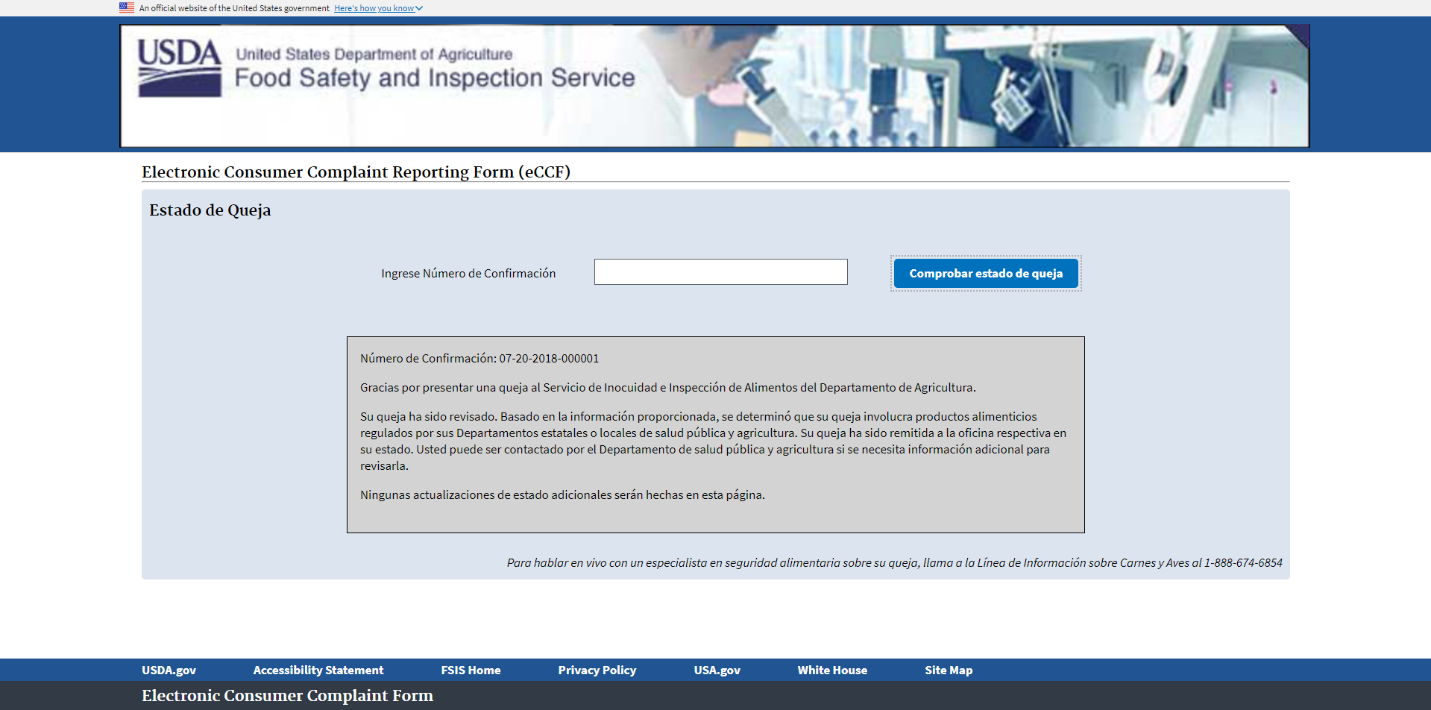 An official website of the United States government Here's how you know
USDA
United States Department of Agriculture
Food Safety and Inspection Service
Electronic Consumer Complaint Reporting Form (eCCF)
Estado de Queja
Ingrese Número de Confirmación
Comprobar estado de queja
Número de Confirmación: 07-20-2018-000001
Gracias por presentar una queja al Servicio de Inocuidad e Inspección de Alimentos del Departamento de Agricultura.
Su queja ha sido revisado. Basado en la información proporcionada, se determinó que su queja involucra productos alimenticios
regulados por sus Departamentos estatales o locales de salud pública y agricultura. Su queja ha sido remitida a la oficina respectiva en
su estado. Usted puede ser contactado por el Departamento de salud pública y agricultura si se necesita información adicional para
revisarla.
Ningunas actualizaciones de estado adicionales serán hechas en esta página.
Para hablar en vivo con un especialista en seguridad alimentaria sobre su queja, llama a la Línea de Información sobre Carnes y Aves al 1-888-674-6854
USDA.gov Accessibility Statement FSIS Home Privacy Policy USA.gov White House Site Map
Electronic Consumer Complaint Form